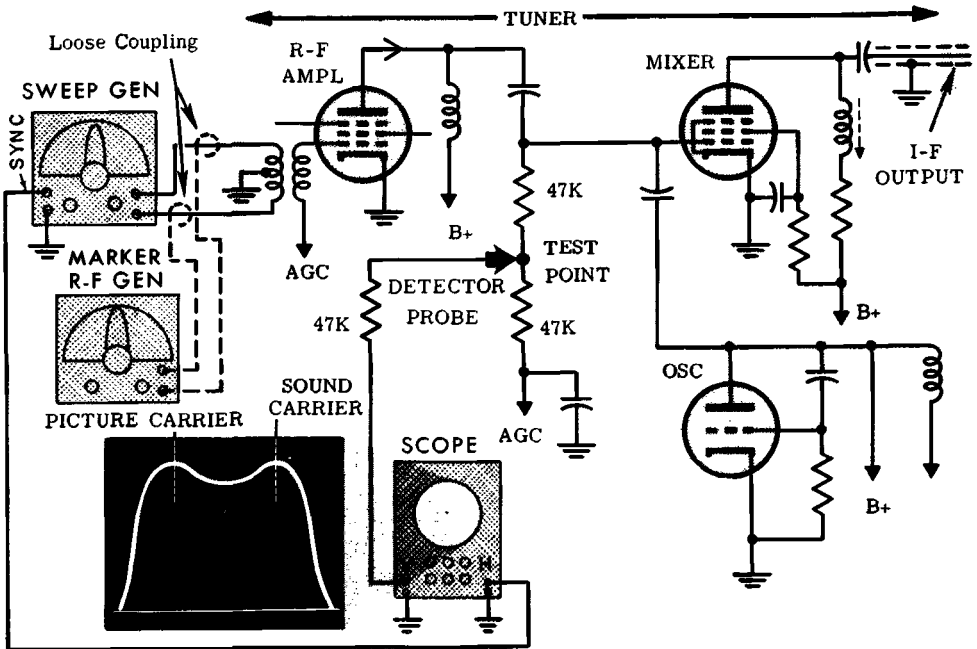 TUNER
Loose Coupling
R-F
AMPL
MIXER
SWEEP GEN
SYNC
I-F
OUTPUT
47K
B+
TEST
POINT
AGC
MARKER
R-F GEN
DETECTOR
PROBE
47K
47K
B+
OSC
PICTURE CARRIER
SOUND
CARRIER
AGC
SCOPE
B+
V
H